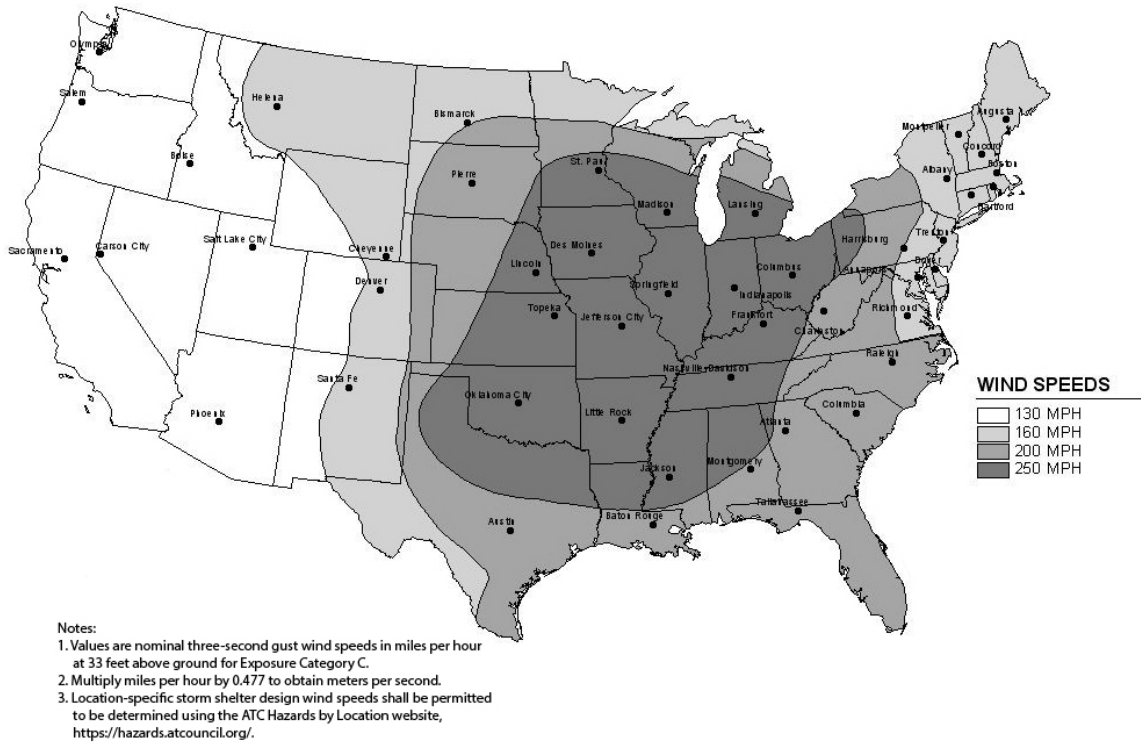 Olympia
Salem
Helena
Bismarck
Boise
Pierre
St. Paul
Augusta
Montpelier
Concord
Boston
Albany
Hartford
Madison
Lansing
Sacramento
Carson City
Salt Lake City
Cheyenne
Denver
Des Moines
Lincoln
Harrisburg
Trenton
Dover
Annapolis
Columbus
Springfield
Indianapolis
Topeka
Jefferson City
Frankfort
Charleston
Richmond
Raleigh
Santa Fe
Phoenix
Oklahoma City
Nashville-Davidson
Little Rock
Columbia
Atlanta
Jackson
Montgomery
Tallahassee
Austin
Baton Rouge
WIND SPEEDS
130 MPH
160 MPH
200 MPH
250 MPH
Notes:
1. Values are nominal three-second gust wind speeds in miles per hour
at 33 feet above ground for Exposure Category C.
2. Multiply miles per hour by 0.477 to obtain meters per second.
3. Location-specific storm shelter design wind speeds shall be permitted
to be determined using the ATC Hazards by Location website,
https://hazards.atcouncil.org/.